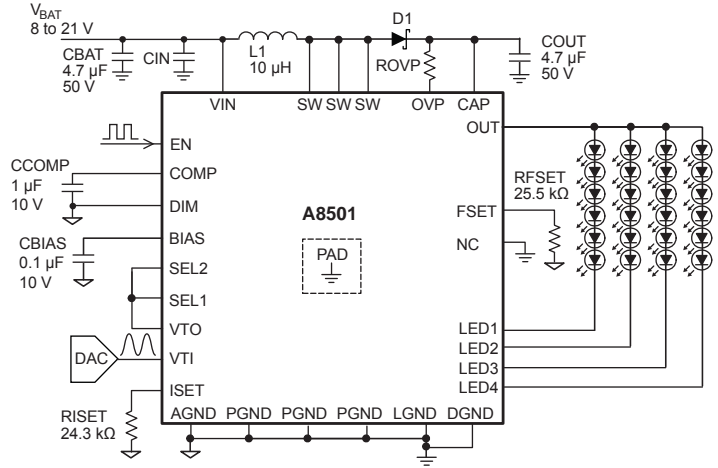 VBAT
8 to 21 V
D1
CBAT
4.7 µF
50 V
CIN
L1
10 µH
ROVP
COUT
4.7 µF
50 V
VIN
SW SW SW
OVP
CAP
OUT
EN
CCOMP
1 µF
10 V
COMP
DIM
RFSET
25.5 kΩ
A8501
FSET
CBIAS
0.1 µF
10 V
BIAS
NC
PAD
SEL2
SEL1
VTO
LED1
LED2
LED3
LED4
DAC
VTI
ISET
RISET
24.3 kΩ
AGND PGND PGND PGND LGND DGND